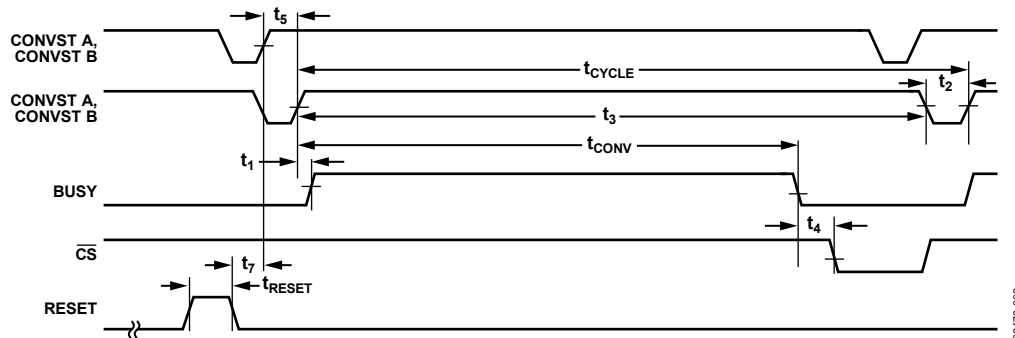 t5
CONVST A,
CONVST B
tCYCLE
t2
CONVST A,
CONVST B
t3
tCONV
t1
BUSY
t4
CS
t7
tRESET
RESET